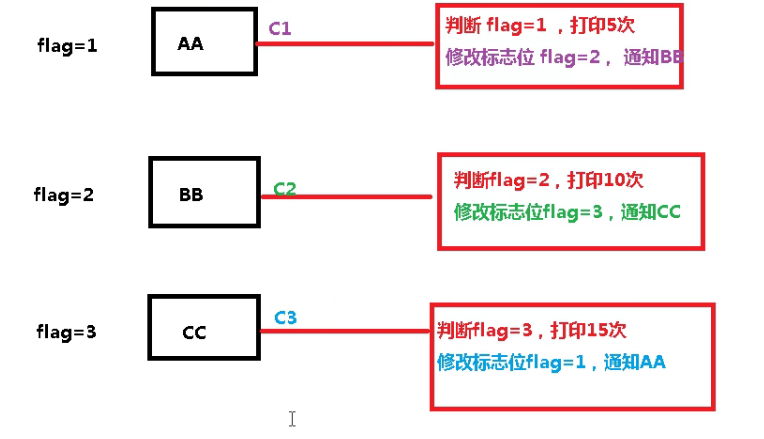 flag=1
AA
C1
判断 flag=1 ，打印5次
修改标志位 flag=2， 通知BB
flag=2
BB
C2
判断flag=2，打印10次
修改标志位flag=3，通知CC
flag=3
CC
C3
判断flag=3，打印15次
修改标志位flag=1，通知AA